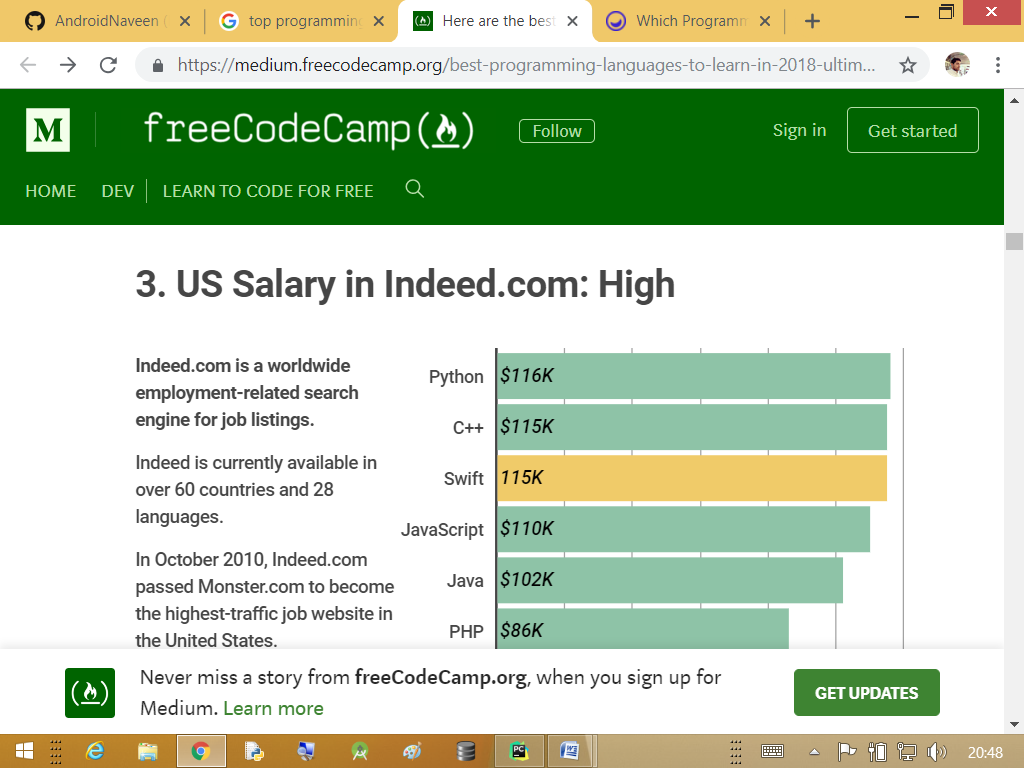 AndroidNaveen (
top programming
Here are the best
Which Programm
https://medium.freecodecamp.org/best-programming-languages-to-learn-in-2018-ultim...
M
freeCodeCamp
Follow
Sign in
Get started
HOME
DEV
LEARN TO CODE FOR FREE
3. US Salary in Indeed.com: High
Indeed.com is a worldwide
employment-related search
engine for job listings.
Indeed is currently available in
over 60 countries and 28
languages.
In October 2010, Indeed.com
passed Monster.com to become
the highest-traffic job website in
the United States.
Python $116K
C++ $115K
Swift 115K
JavaScript $110K
Java $102K
PHP $86K
Never miss a story from freeCodeCamp.org, when you sign up for
Medium. Learn more
GET UPDATES
20:48